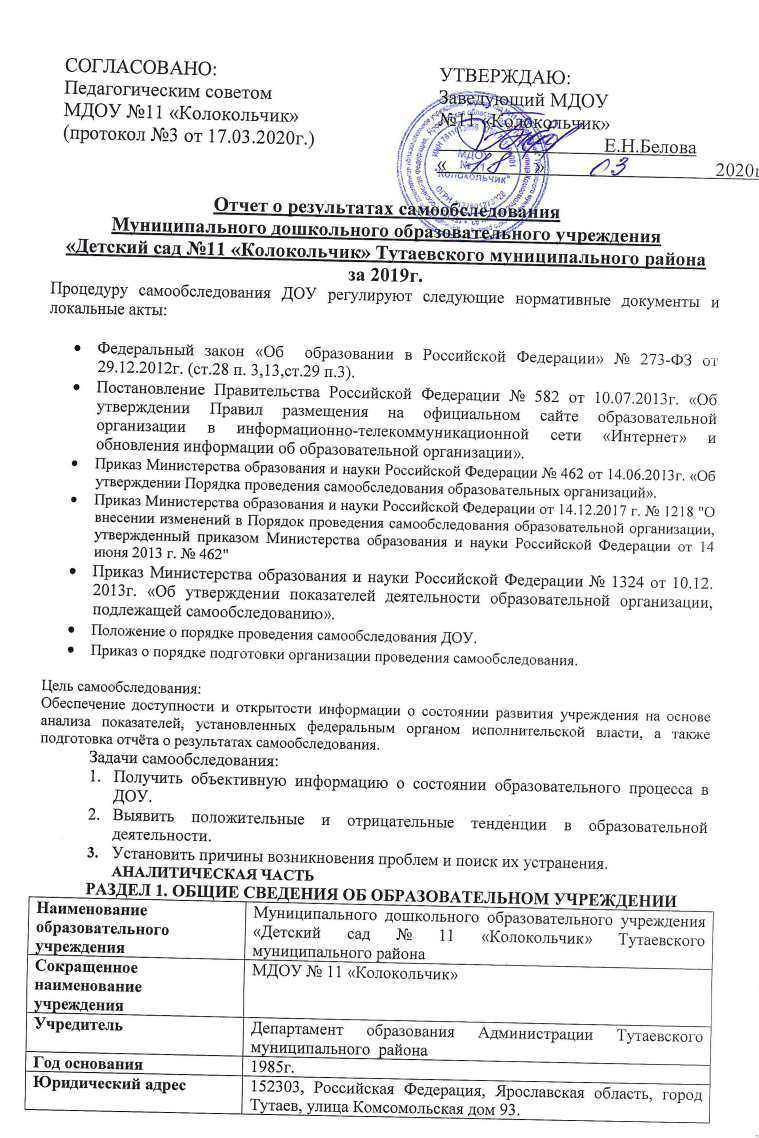 СОГЛАСОВАНО:
Педагогическим советом
МДОУ №11 «Колокольчик»
(протокол №3 от 17.03.2020г.)
УТВЕРЖДАЮ:
Заведующий МДОУ
№11 «Колокольчик»
Е.Н.Белова
« 18 » 03 2020г
МДОУ
№ 11
"КОЛОКОЛЬЧИК"
Отчет о результатах самообследования
Муниципального дошкольного образовательного учреждения
«Детский сад №11 «Колокольчик» Тутаевского муниципального района
за 2019г.
Процедуру самообследования ДОУ регулируют следующие нормативные документы и
локальные акты:
• Федеральный закон «Об образовании в Российской Федерации» № 273-ФЗ от
29.12.2012г. (ст.28 п. 3,13,ст.29 п.3).
• Постановление Правительства Российской Федерации № 582 от 10.07.2013г. «Об
утверждении Правил размещения на официальном сайте образовательной
организации в информационно-телекоммуникационной сети «Интернет» и
обновления информации об образовательной организации».
• Приказ Министерства образования и науки Российской Федерации № 462 от 14.06.2013г. «Об
утверждении Порядка проведения самообследования образовательных организаций».
• Приказ Министерства образования и науки Российской Федерации от 14.12.2017 г. № 1218 "О
внесении изменений в Порядок проведения самообследования образовательной организации,
утвержденный приказом Министерства образования и науки Российской Федерации от 14
июня 2013 г. № 462"
• Приказ Министерства образования и науки Российской Федерации № 1324 от 10.12.
2013г. «Об утверждении показателей деятельности образовательной организации,
подлежащей самообследованию».
• Положение о порядке проведения самообследования ДОУ.
• Приказ о порядке подготовки организации проведения самообследования.
Цель самообследования:
Обеспечение доступности и открытости информации о состоянии развития учреждения на основе
анализа показателей, установленных федеральным органом исполнительской власти, а также
подготовка отчёта о результатах самообследования.
Задачи самообследования:
1. Получить объективную информацию о состоянии образовательного процесса в
ДОУ.
2. Выявить положительные и отрицательные тенденции в образовательной
деятельности.
3. Установить причины возникновения проблем и поиск их устранения.
АНАЛИТИЧЕСКАЯ ЧАСТЬ
РАЗДЕЛ 1. ОБЩИЕ СВЕДЕНИЯ ОБ ОБРАЗОВАТЕЛЬНОМ УЧРЕЖДЕНИИ
Наименование
образовательного
учреждения
Муниципального дошкольного образовательного учреждения
«Детский сад № 11 «Колокольчик» Тутаевского
муниципального района
Сокращенное
наименование
учреждения
МДОУ № 11 «Колокольчик»
Учредитель
Департамент образования Администрации Тутаевского
муниципального района
Год основания
1985г.
Юридический адрес
152303, Российская Федерация, Ярославская область, город
Тутаев, улица Комсомольская дом 93.